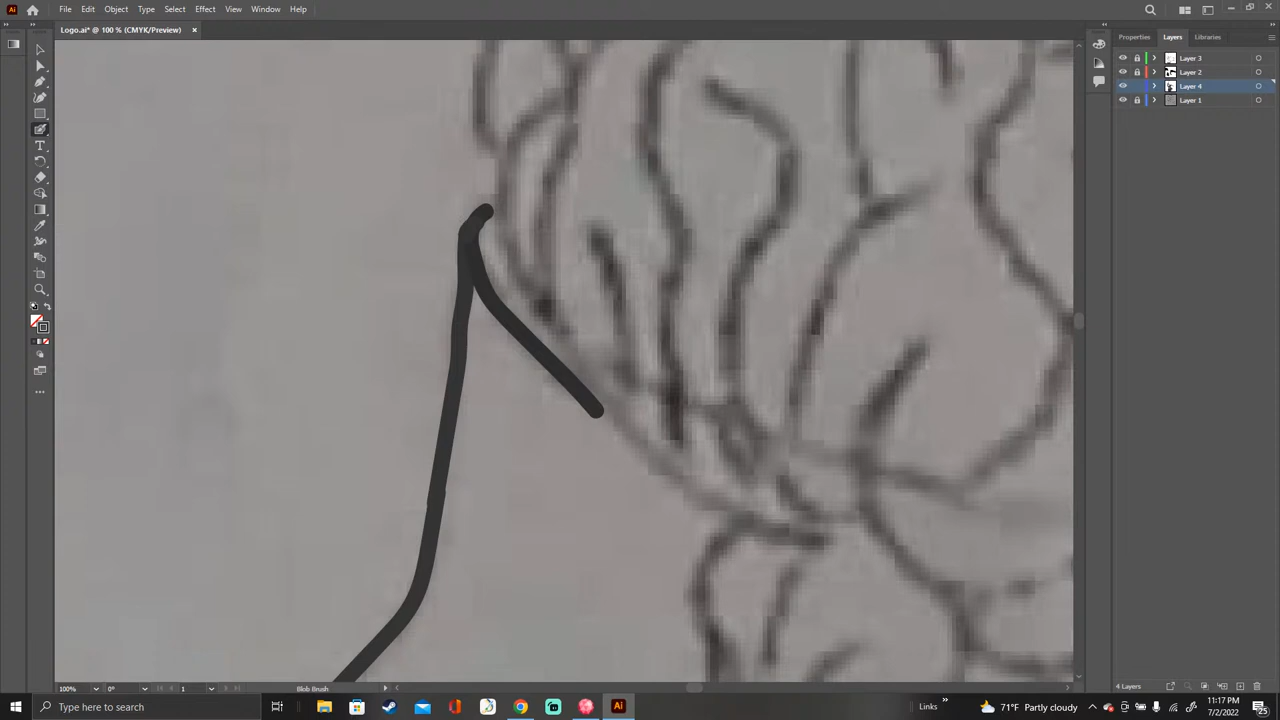 File Edit Object Type Select Effect View Window Help
Logo.ai* @ 100 % (CMYK/Preview)
Properties Layers Libraries
Layer 3
Layer 2
Layer 4
Layer 1
100% 0° 1 Blob Brush
4 Layers
Type here to search
Links
71°F Partly cloudy
11:17 PM
7/2/2022